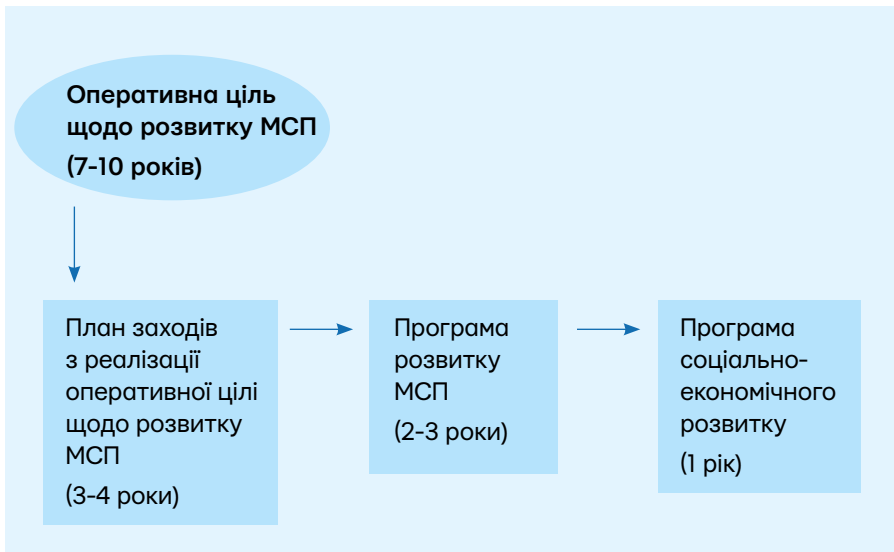 Оперативна ціль
щодо розвитку МСП
(7-10 років)
План заходів
з реалізації
оперативної цілі
щодо розвитку
МСП
(3-4 роки)
Програма
розвитку
МСП
(2-3 роки)
Програма
соціально-
економічного
розвитку
(1 рік)